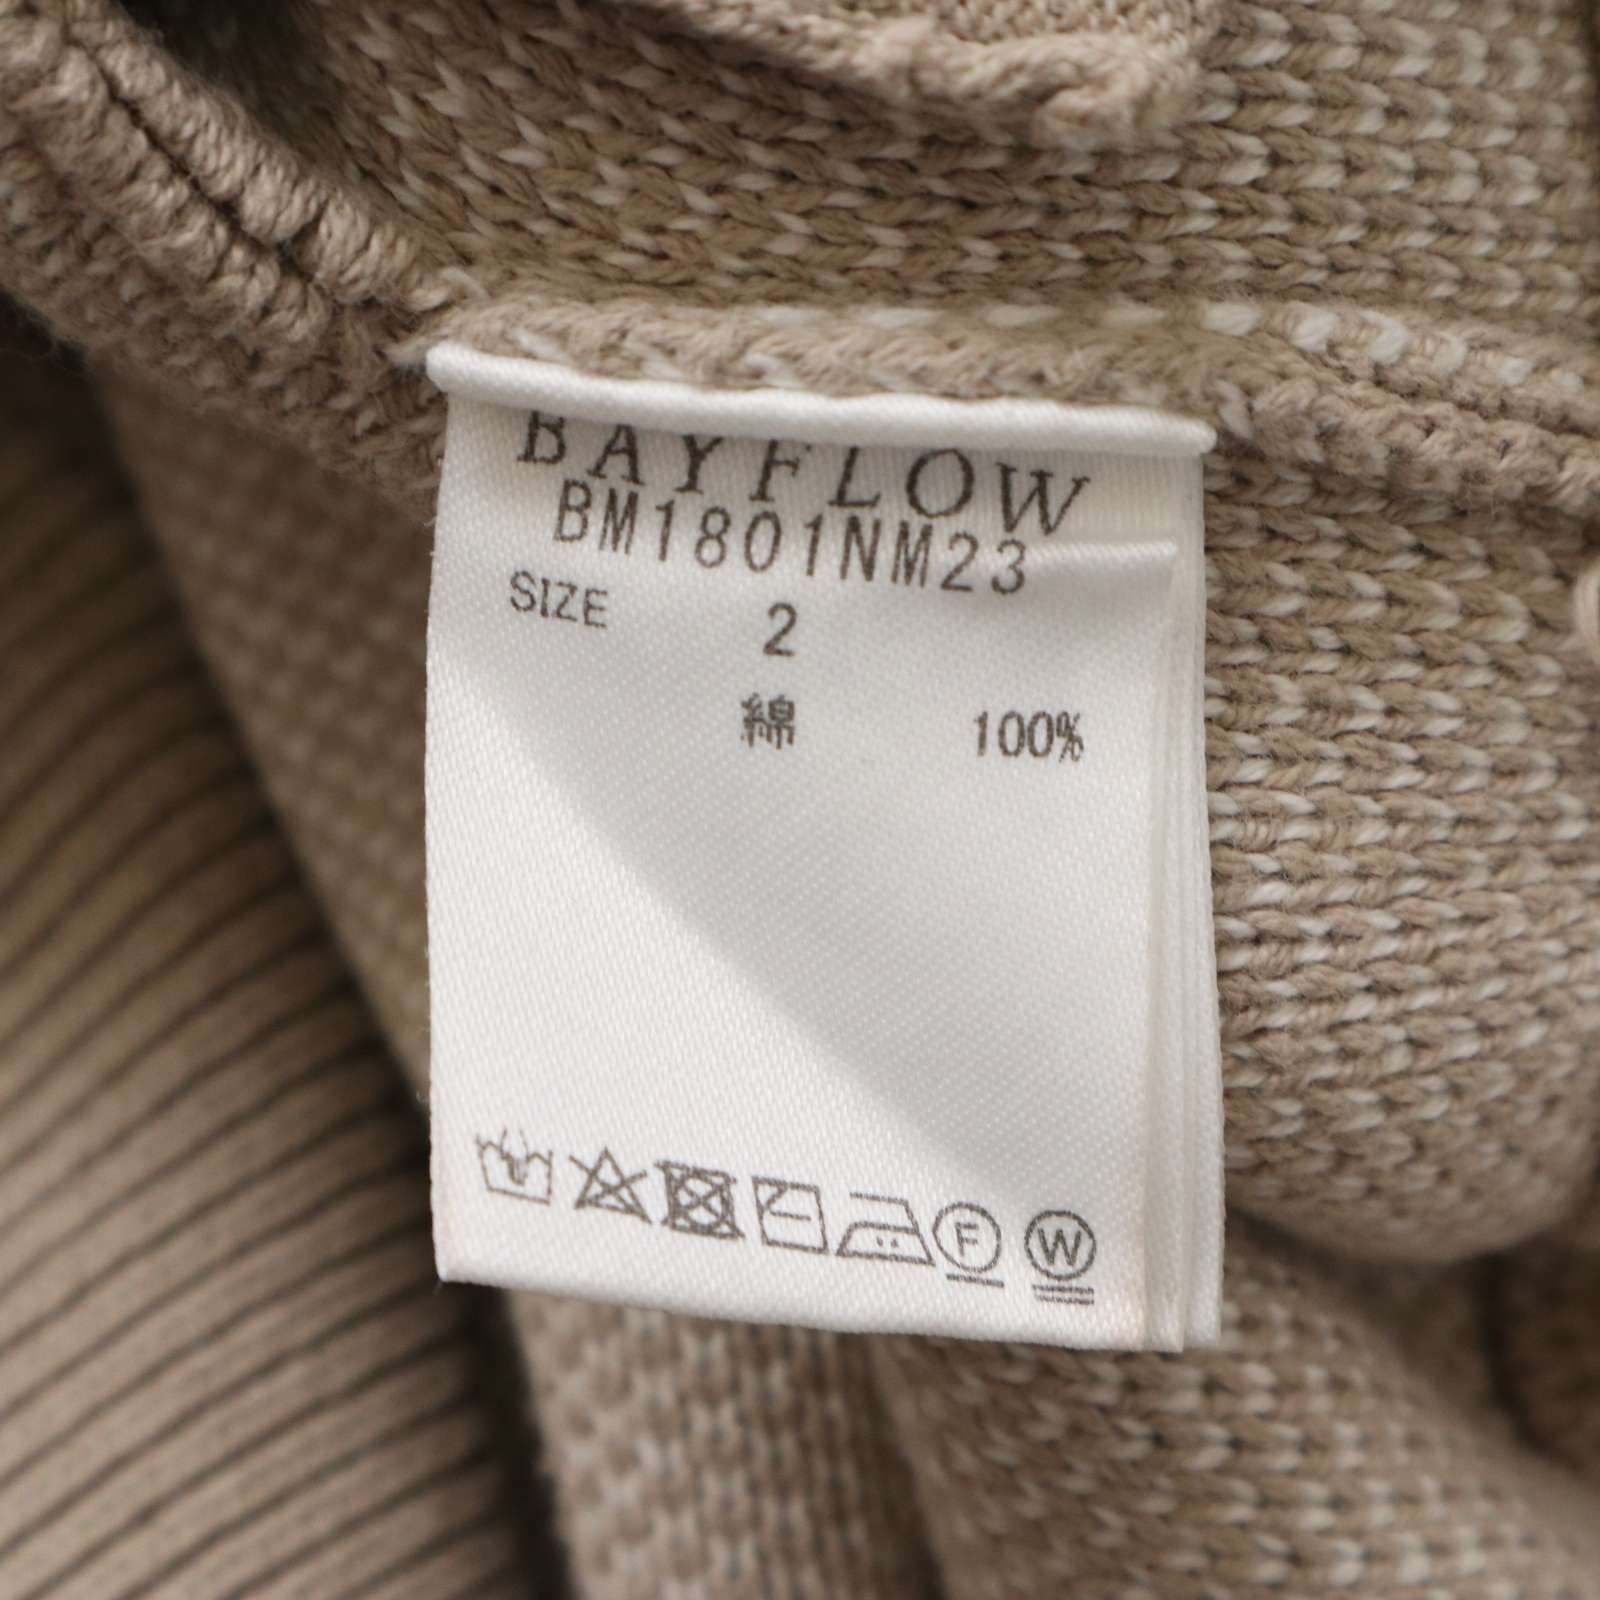 BAYFLOW
BM1801NM23
SIZE 2
綿 100%
F W